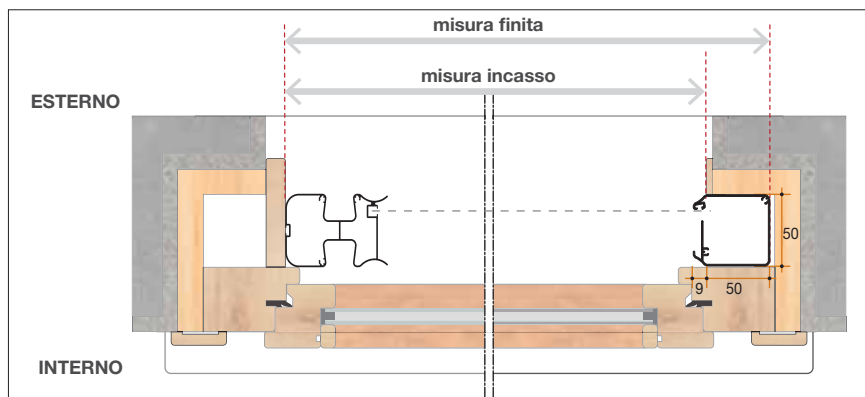 misura finita
misura incasso
ESTERNO
50
9
50
INTERNO